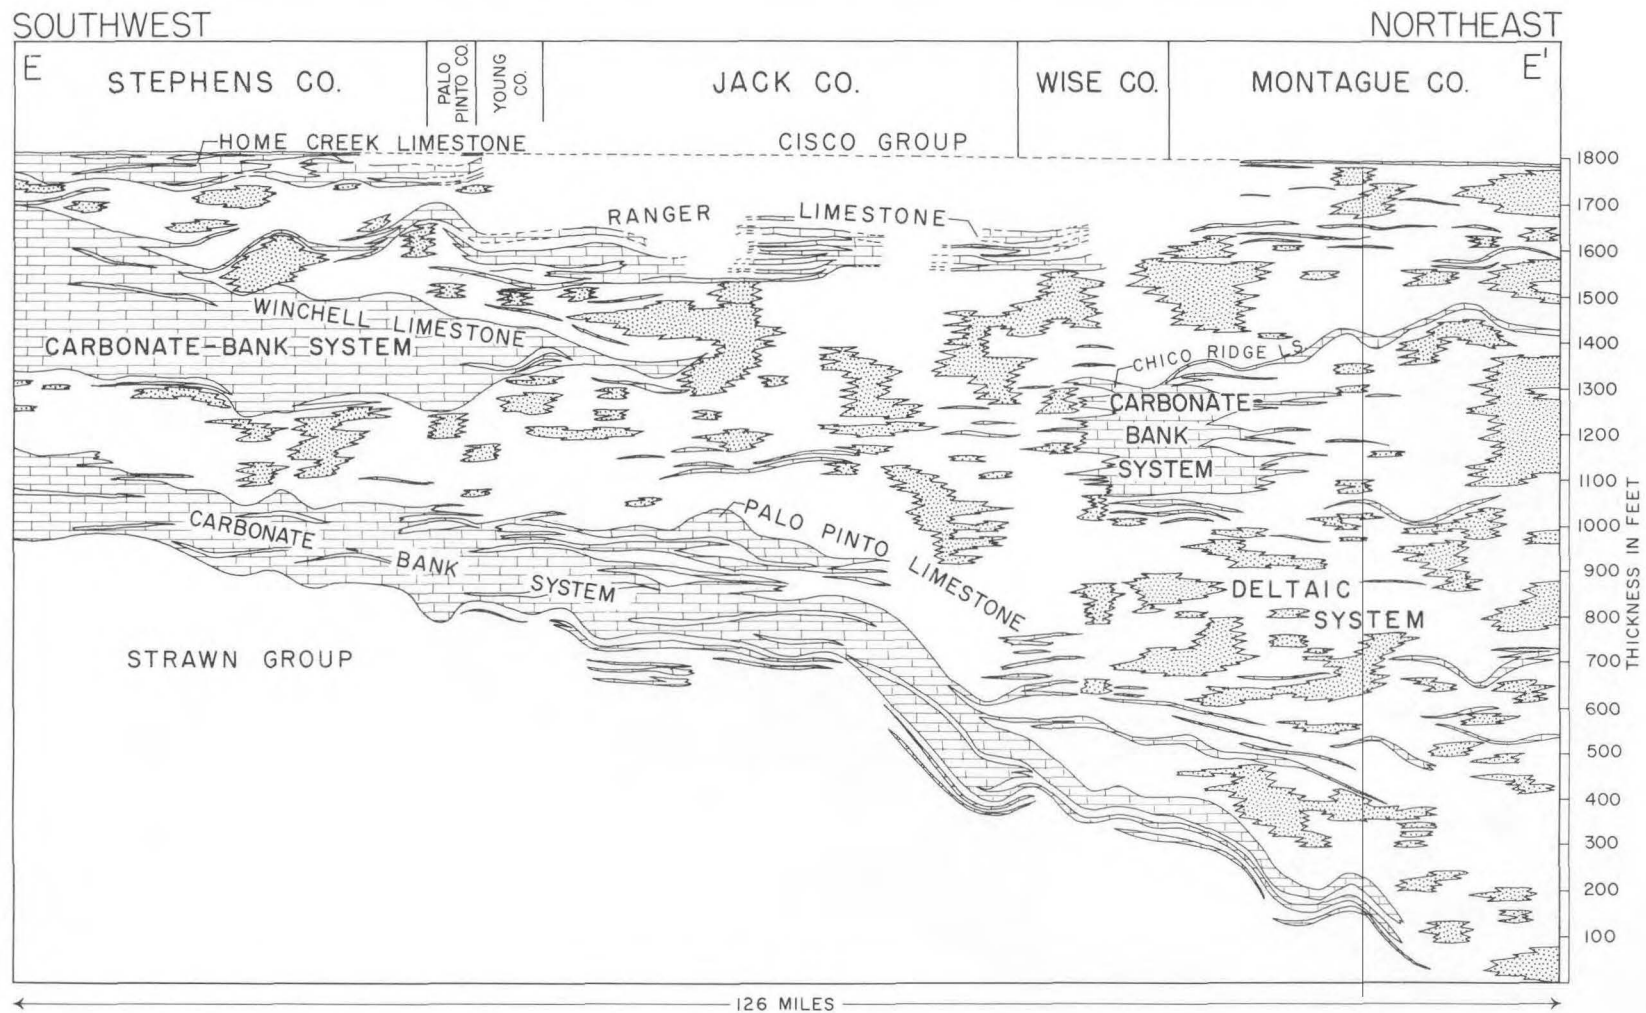 SOUTHWEST
NORTHEAST
E
E'
STEPHENS CO.
PALO
PINTO CO.
YOUNG
CO.
JACK CO.
WISE CO.
MONTAGUE CO.
HOME CREEK LIMESTONE
CISCO GROUP
RANGER LIMESTONE
WINCHELL LIMESTONE
CARBONATE-BANK SYSTEM
CHICO RIDGE LS.
CARBONATE
BANK
SYSTEM
CARBONATE BANK SYSTEM
PALO PINTO LIMESTONE
DELTAIC
SYSTEM
STRAWN GROUP
1800
1700
1600
1500
1400
1300
1200
1100
1000
900
800
700
600
500
400
300
200
100
THICKNESS IN FEET
126 MILES